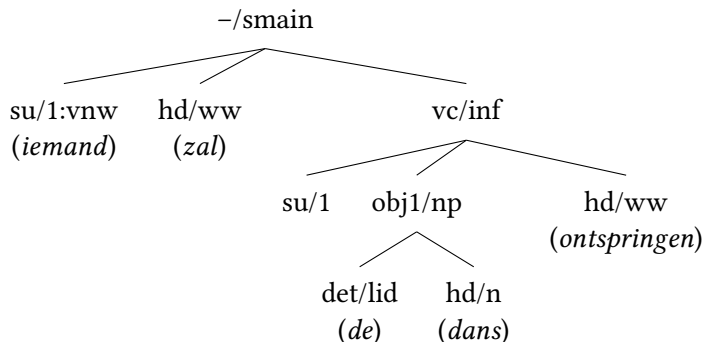 –/smain
su/1:vnw hd/ww vc/inf
(iemand) (zal)
su/1 obj1/np hd/ww
(ontspringen)
det/lid hd/n
(de) (dans)